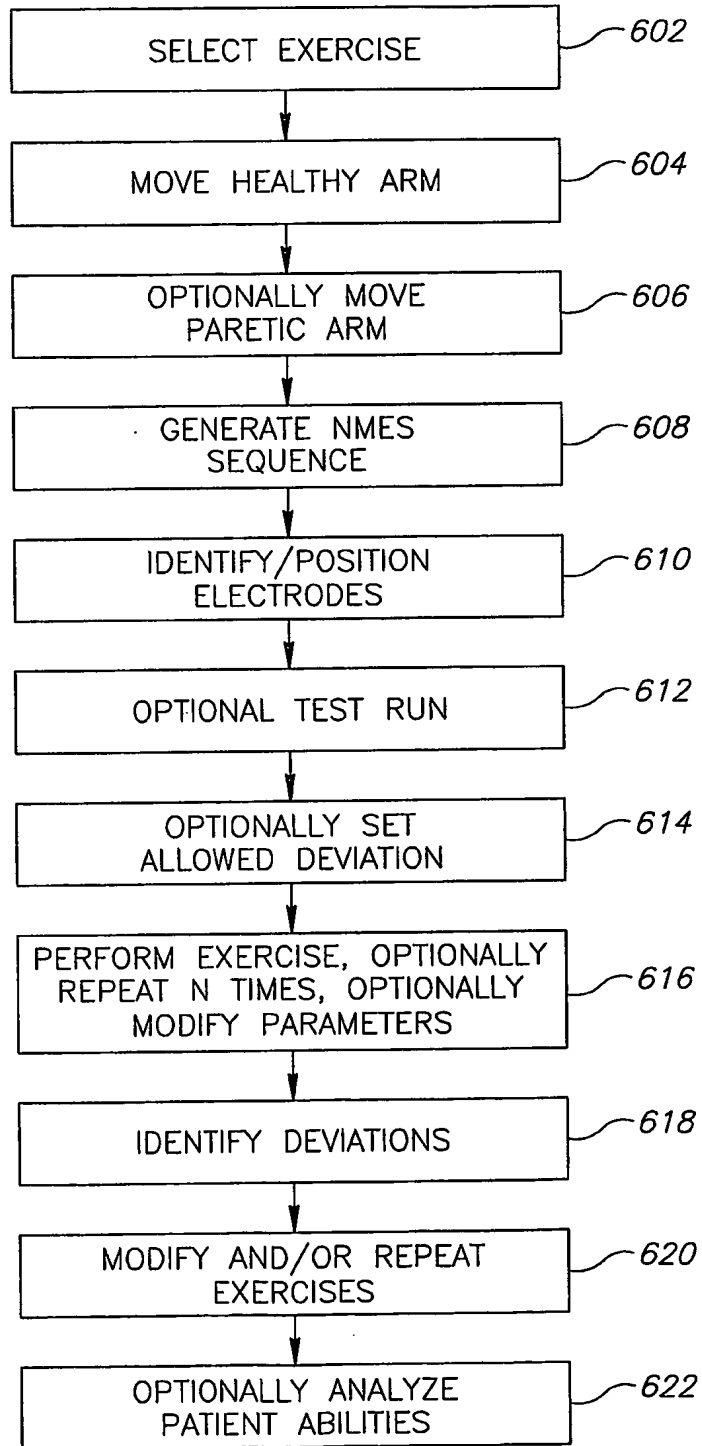 SELECT EXERCISE
602
MOVE HEALTHY ARM
604
OPTIONALLY MOVE
PARETIC ARM
606
GENERATE NMES
SEQUENCE
608
IDENTIFY/POSITION
ELECTRODES
610
OPTIONAL TEST RUN
612
OPTIONALLY SET
ALLOWED DEVIATION
614
PERFORM EXERCISE, OPTIONALLY
REPEAT N TIMES, OPTIONALLY
MODIFY PARAMETERS
616
IDENTIFY DEVIATIONS
618
MODIFY AND/OR REPEAT
EXERCISES
620
OPTIONALLY ANALYZE
PATIENT ABILITIES
622